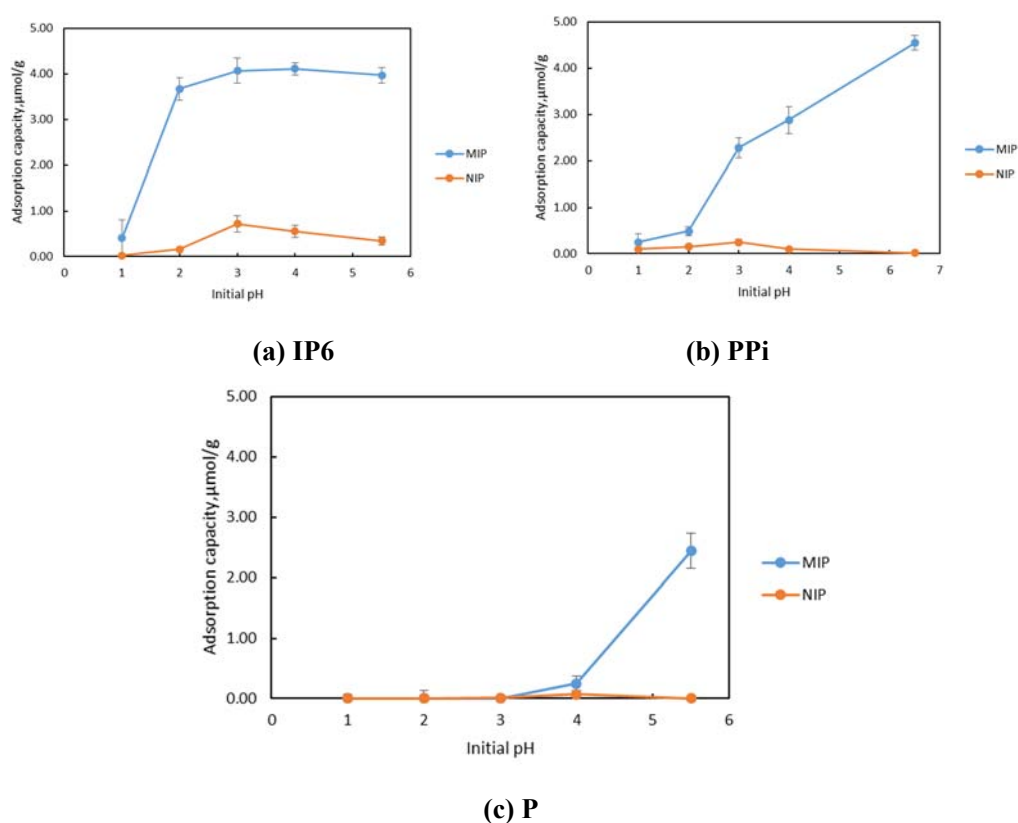 5.00
4.00
3.00
2.00
1.00
0.00
Adsorption capacity,µmol/g
0 1 2 3 4 5 6
Initial pH
MIP
NIP
(a) IP6
5.00
4.00
3.00
2.00
1.00
0.00
Adsorption capacity,µmol/g
0 1 2 3 4 5 6 7
Initial pH
MIP
NIP
(b) PPi
5.00
4.00
3.00
2.00
1.00
0.00
Adsorption capacity,µmol/g
0 1 2 3 4 5 6
Initial pH
MIP
NIP
(c) P